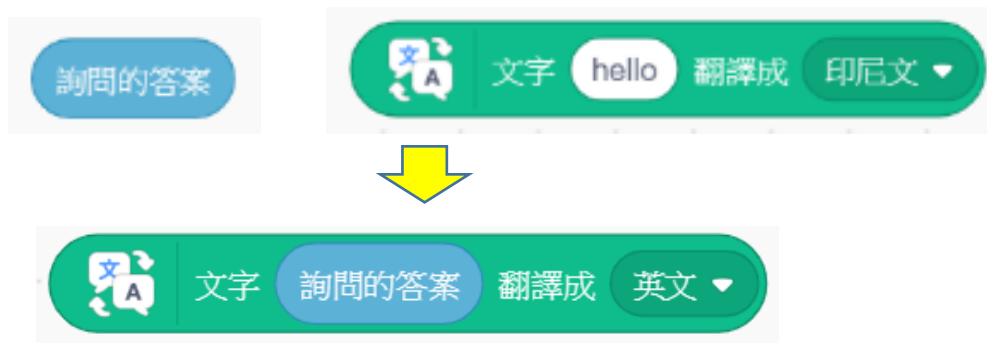 詢問的答案
文字 hello 翻譯成 印尼文
文字 詢問的答案 翻譯成 英文